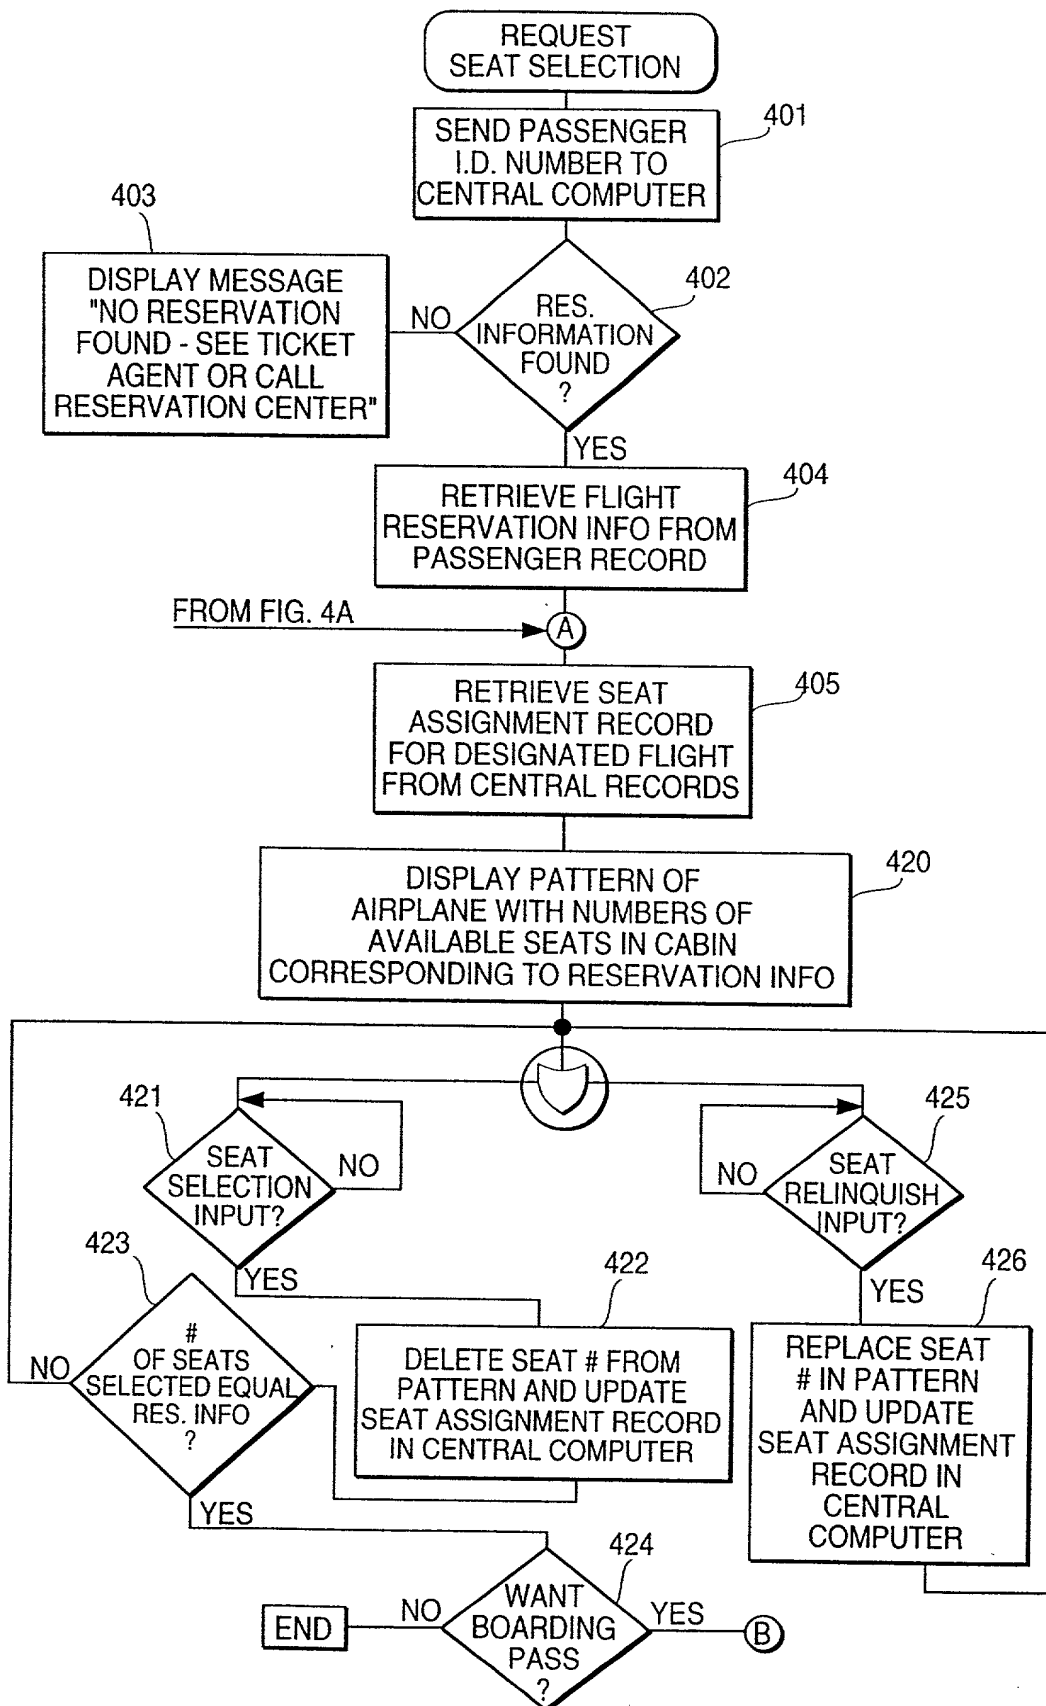 REQUEST
SEAT SELECTION
401
SEND PASSENGER
I.D. NUMBER TO
CENTRAL COMPUTER
403
402
DISPLAY MESSAGE
"NO RESERVATION
FOUND - SEE TICKET
AGENT OR CALL
RESERVATION CENTER"
NO
RES.
INFORMATION
FOUND
?
YES
404
RETRIEVE FLIGHT
RESERVATION INFO FROM
PASSENGER RECORD
FROM FIG. 4A
A
405
RETRIEVE SEAT
ASSIGNMENT RECORD
FOR DESIGNATED FLIGHT
FROM CENTRAL RECORDS
420
DISPLAY PATTERN OF
AIRPLANE WITH NUMBERS OF
AVAILABLE SEATS IN CABIN
CORRESPONDING TO RESERVATION INFO
421
SEAT
SELECTION
INPUT?
NO
YES
425
SEAT
RELINQUISH
INPUT?
NO
YES
423
#
OF SEATS
SELECTED EQUAL
RES. INFO
?
NO
YES
422
DELETE SEAT # FROM
PATTERN AND UPDATE
SEAT ASSIGNMENT RECORD
IN CENTRAL COMPUTER
426
REPLACE SEAT
# IN PATTERN
AND UPDATE
SEAT ASSIGNMENT
RECORD IN
CENTRAL
COMPUTER
424
WANT
BOARDING
PASS
?
NO
END
YES
B